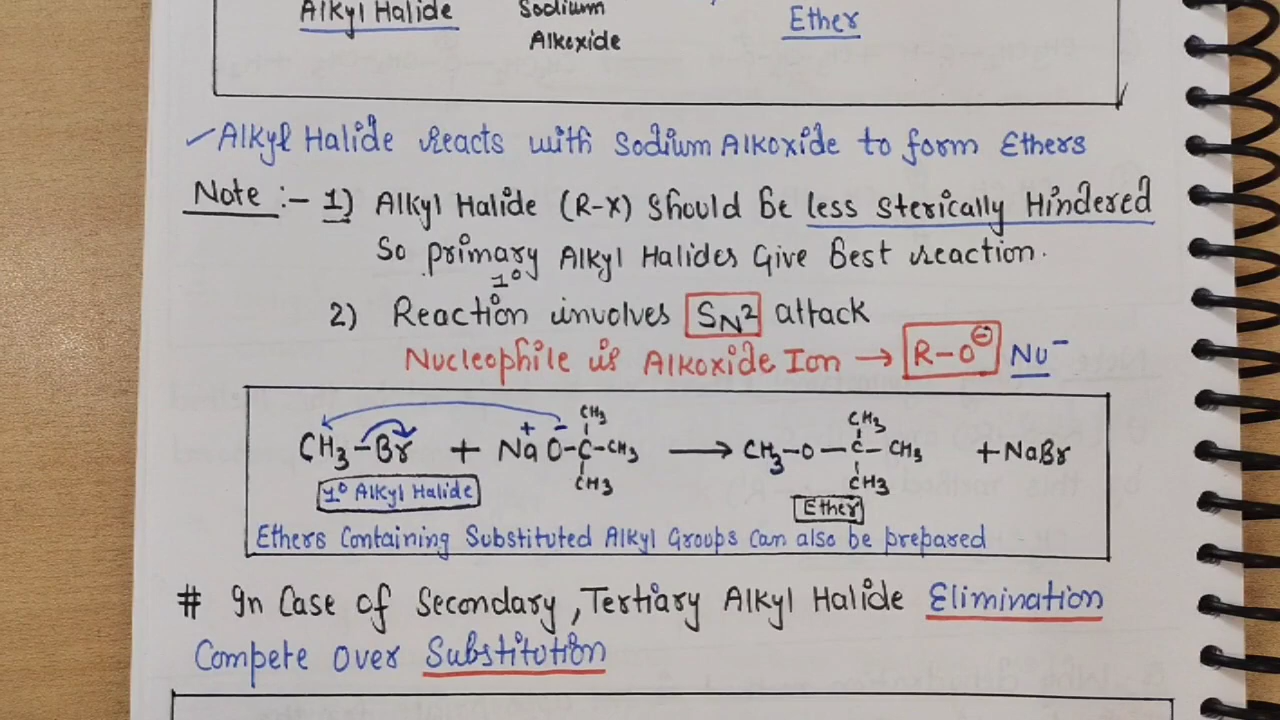 Alkyl Halide Sodium Alkoxide Ether
✓Alkyl Halide reacts with Sodium Alkoxide to form Ethers
Note :- 1) Alkyl Halide (R-X) Should be less Sterically Hindered
So primary Alkyl Halides Give Best reaction.
1°
2) Reaction involves SN2 attack
Nucleophile is Alkoxide Ion → R-O⊖ Nu⁻
CH3 CH3
CH3-Br + Na⁺ O⁻-C-CH3 → CH3-O-C-CH3 + NaBr
CH3 CH3
1° Alkyl Halide Ether
Ethers Containing Substituted Alkyl Groups Can also be prepared
# In Case of Secondary, Tertiary Alkyl Halide Elimination
Compete over Substitution